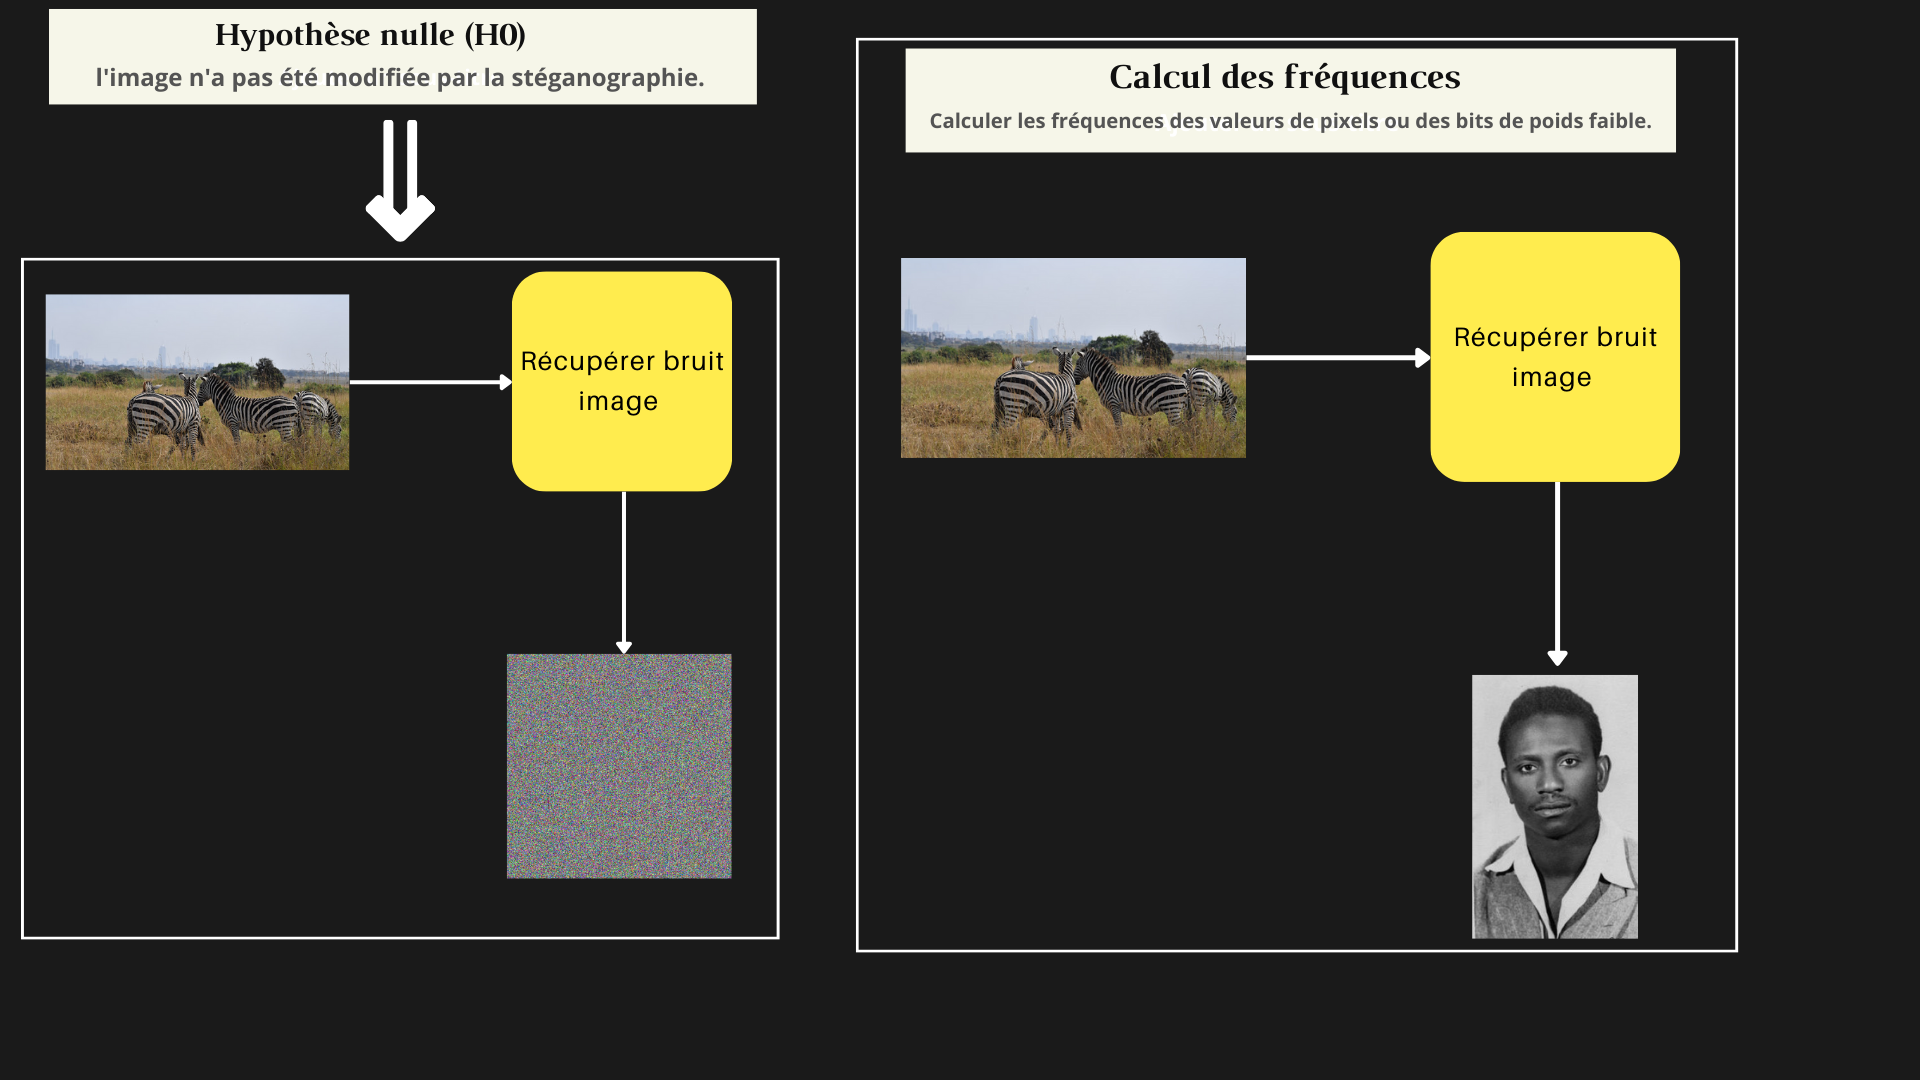 Hypothèse nulle (H0)
l'image n'a pas été modifiée par la stéganographie.
Récupérer bruit
image
Calcul des fréquences
Calculer les fréquences des valeurs de pixels ou des bits de poids faible.
Récupérer bruit
image